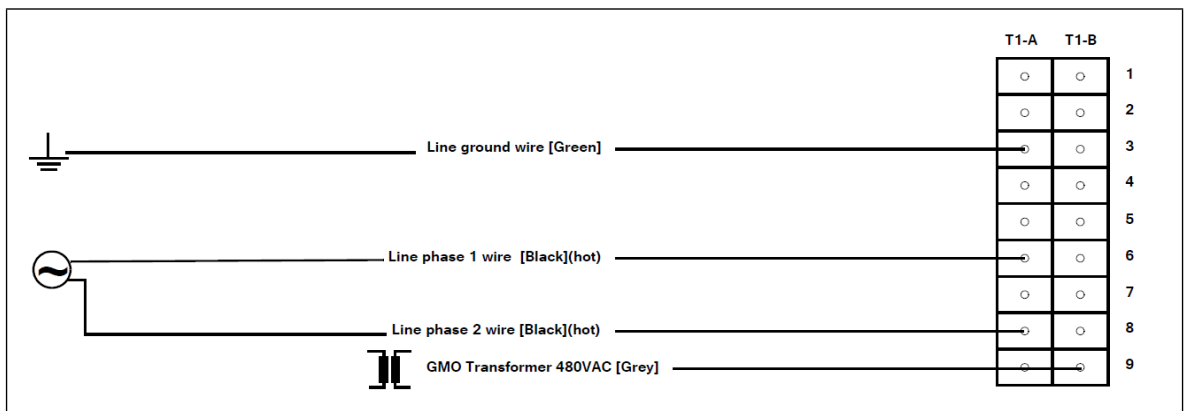 T1-A T1-B
1
2
Line ground wire [Green] 3
4
5
Line phase 1 wire [Black](hot) 6
7
Line phase 2 wire [Black](hot) 8
GMO Transformer 480VAC [Grey] 9